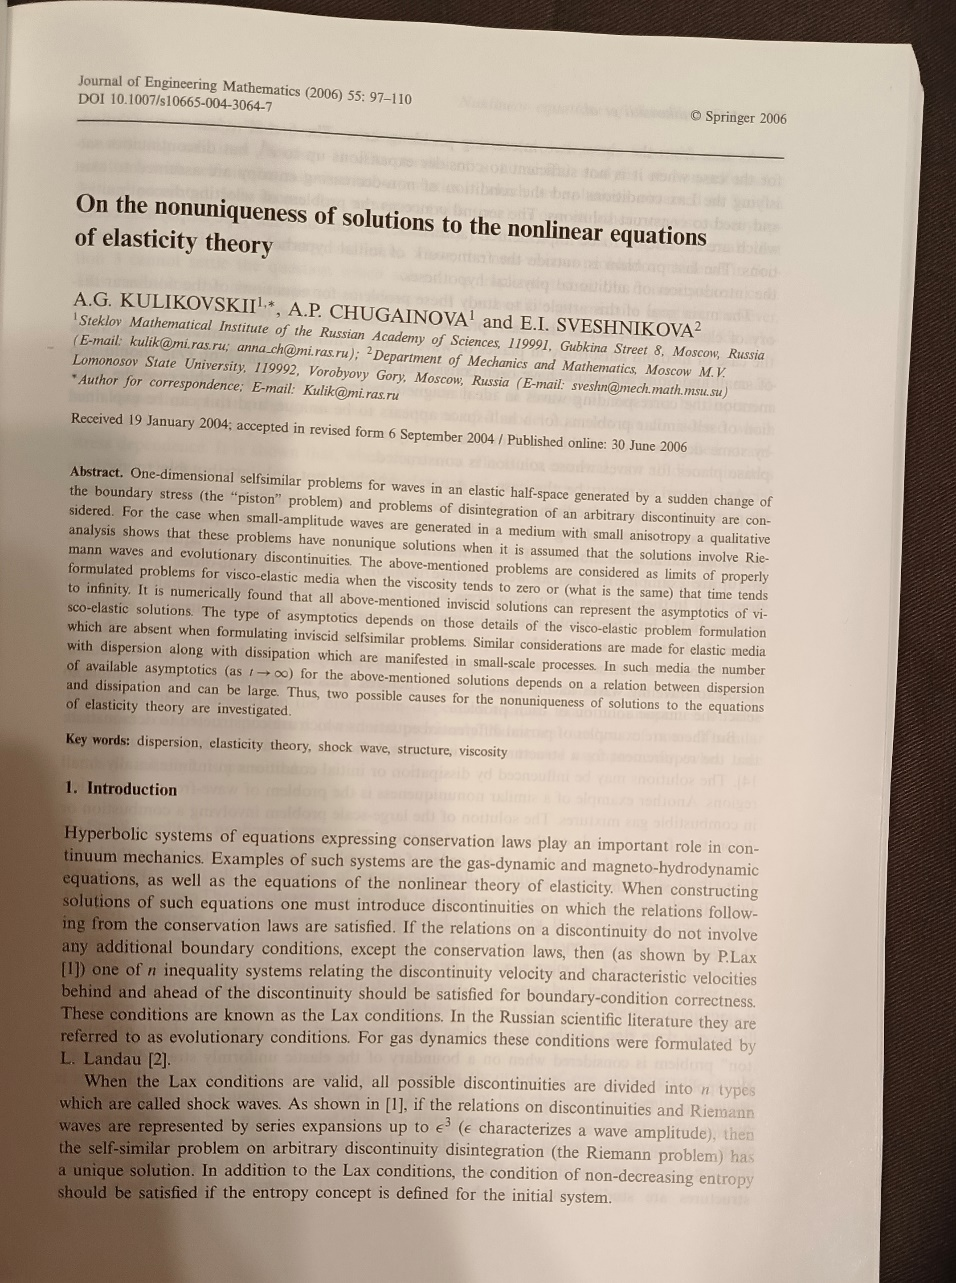 Journal of Engineering Mathematics (2006) 55: 97–110
DOI 10.1007/s10665-004-3064-7
© Springer 2006
On the nonuniqueness of solutions to the nonlinear equations
of elasticity theory
A.G. KULIKOVSKII¹,*, A.P. CHUGAINOVA¹ and E.I. SVESHNIKOVA²
¹Steklov Mathematical Institute of the Russian Academy of Sciences, 119991, Gubkina Street 8, Moscow, Russia
(E-mail: kulik@mi.ras.ru; anna_ch@mi.ras.ru); ²Department of Mechanics and Mathematics, Moscow M.V.
Lomonosov State University, 119992, Vorobyovy Gory, Moscow, Russia (E-mail: sveshn@mech.math.msu.su)
*Author for correspondence; E-mail: Kulik@mi.ras.ru
Received 19 January 2004; accepted in revised form 6 September 2004 / Published online: 30 June 2006
Abstract. One-dimensional selfsimilar problems for waves in an elastic half-space generated by a sudden change of
the boundary stress (the “piston” problem) and problems of disintegration of an arbitrary discontinuity are con-
sidered. For the case when small-amplitude waves are generated in a medium with small anisotropy a qualitative
analysis shows that these problems have nonunique solutions when it is assumed that the solutions involve Rie-
mann waves and evolutionary discontinuities. The above-mentioned problems are considered as limits of properly
formulated problems for visco-elastic media when the viscosity tends to zero or (what is the same) that time tends
to infinity. It is numerically found that all above-mentioned inviscid solutions can represent the asymptotics of vi-
sco-elastic solutions. The type of asymptotics depends on those details of the visco-elastic problem formulation
which are absent when formulating inviscid selfsimilar problems. Similar considerations are made for elastic media
with dispersion along with dissipation which are manifested in small-scale processes. In such media the number
of available asymptotics (as t → ∞) for the above-mentioned solutions depends on a relation between dispersion
and dissipation and can be large. Thus, two possible causes for the nonuniqueness of solutions to the equations
of elasticity theory are investigated.
Key words: dispersion, elasticity theory, shock wave, structure, viscosity
1. Introduction
Hyperbolic systems of equations expressing conservation laws play an important role in con-
tinuum mechanics. Examples of such systems are the gas-dynamic and magneto-hydrodynamic
equations, as well as the equations of the nonlinear theory of elasticity. When constructing
solutions of such equations one must introduce discontinuities on which the relations follow-
ing from the conservation laws are satisfied. If the relations on a discontinuity do not involve
any additional boundary conditions, except the conservation laws, then (as shown by P.Lax
[1]) one of n inequality systems relating the discontinuity velocity and characteristic velocities
behind and ahead of the discontinuity should be satisfied for boundary-condition correctness.
These conditions are known as the Lax conditions. In the Russian scientific literature they are
referred to as evolutionary conditions. For gas dynamics these conditions were formulated by
L. Landau [2].
When the Lax conditions are valid, all possible discontinuities are divided into n types
which are called shock waves. As shown in [1], if the relations on discontinuities and Riemann
waves are represented by series expansions up to ϵ³ (ϵ characterizes a wave amplitude), then
the self-similar problem on arbitrary discontinuity disintegration (the Riemann problem) has
a unique solution. In addition to the Lax conditions, the condition of non-decreasing entropy
should be satisfied if the entropy concept is defined for the initial system.